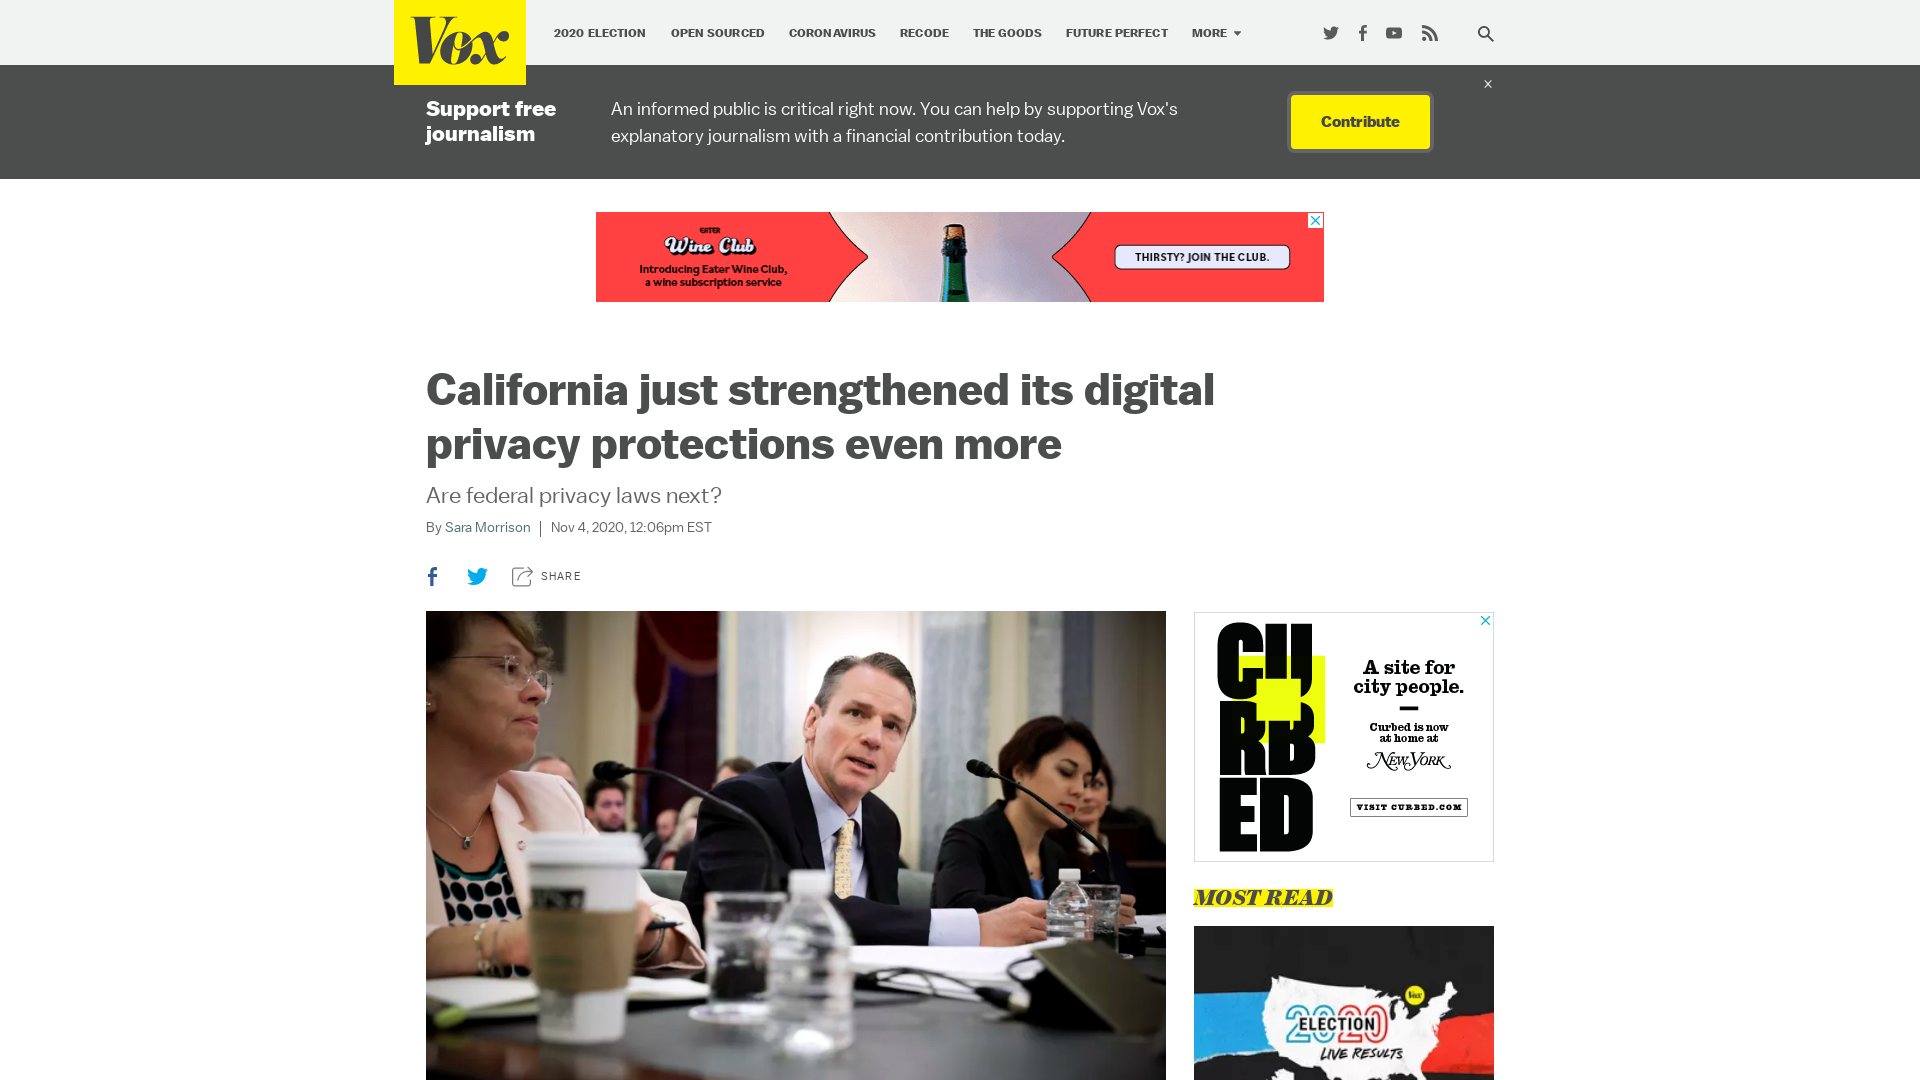 Vox
2020 ELECTION
OPEN SOURCED
CORONAVIRUS
RECODE
THE GOODS
FUTURE PERFECT
MORE
x
Support free
journalism
An informed public is critical right now. You can help by supporting Vox's
explanatory journalism with a financial contribution today.
Contribute
EATER
Wine Club
Introducing Eater Wine Club,
a wine subscription service
THIRSTY? JOIN THE CLUB.
California just strengthened its digital
privacy protections even more
Are federal privacy laws next?
By Sara Morrison | Nov 4, 2020, 12:06pm EST
SHARE
CURBED
A site for
city people.
Curbed is now
at home at
NEW YORK
VISIT CURBED.COM
MOST READ
Vox
2020
ELECTION
LIVE RESULTS